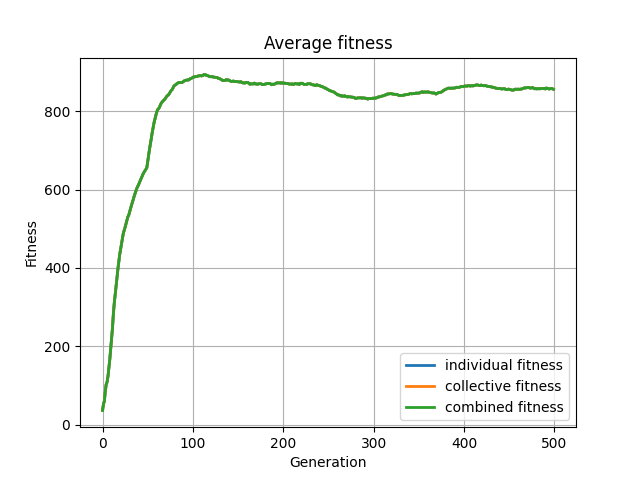 Average fitness
Fitness
800
600
400
200
0
individual fitness
collective fitness
combined fitness
0 100 200 300 400 500
Generation